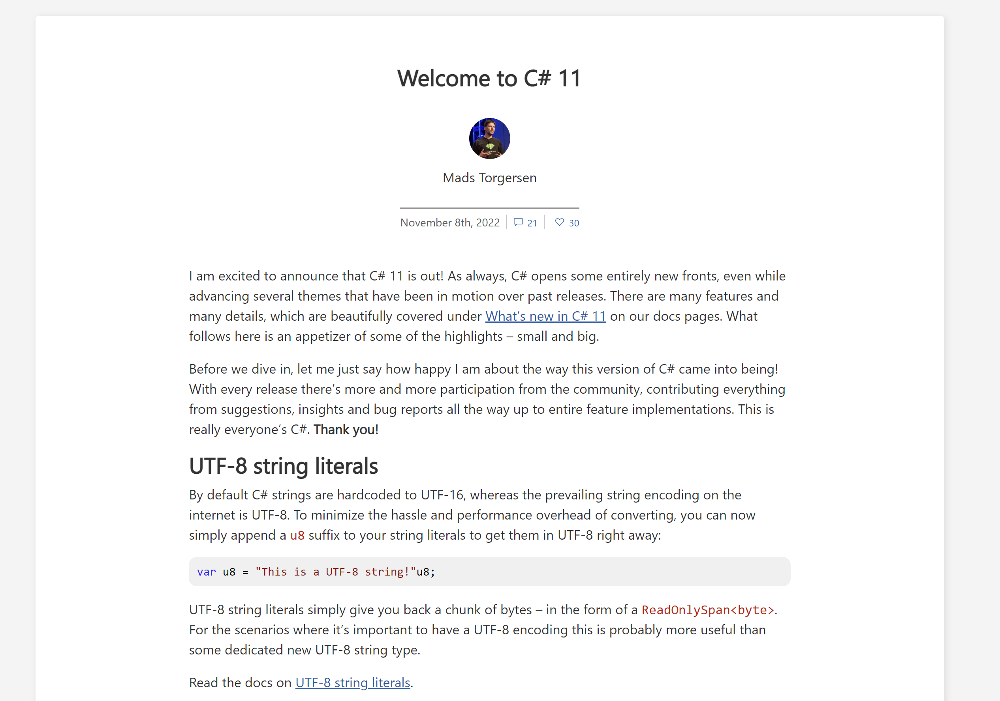 Welcome to C# 11
Mads Torgersen
November 8th, 2022 21 30
I am excited to announce that C# 11 is out! As always, C# opens some entirely new fronts, even while
advancing several themes that have been in motion over past releases. There are many features and
many details, which are beautifully covered under What’s new in C# 11 on our docs pages. What
follows here is an appetizer of some of the highlights – small and big.
Before we dive in, let me just say how happy I am about the way this version of C# came into being!
With every release there’s more and more participation from the community, contributing everything
from suggestions, insights and bug reports all the way up to entire feature implementations. This is
really everyone’s C#. Thank you!
UTF-8 string literals
By default C# strings are hardcoded to UTF-16, whereas the prevailing string encoding on the
internet is UTF-8. To minimize the hassle and performance overhead of converting, you can now
simply append a u8 suffix to your string literals to get them in UTF-8 right away:
var u8 = "This is a UTF-8 string!"u8;
UTF-8 string literals simply give you back a chunk of bytes – in the form of a ReadOnlySpan<byte>.
For the scenarios where it’s important to have a UTF-8 encoding this is probably more useful than
some dedicated new UTF-8 string type.
Read the docs on UTF-8 string literals.